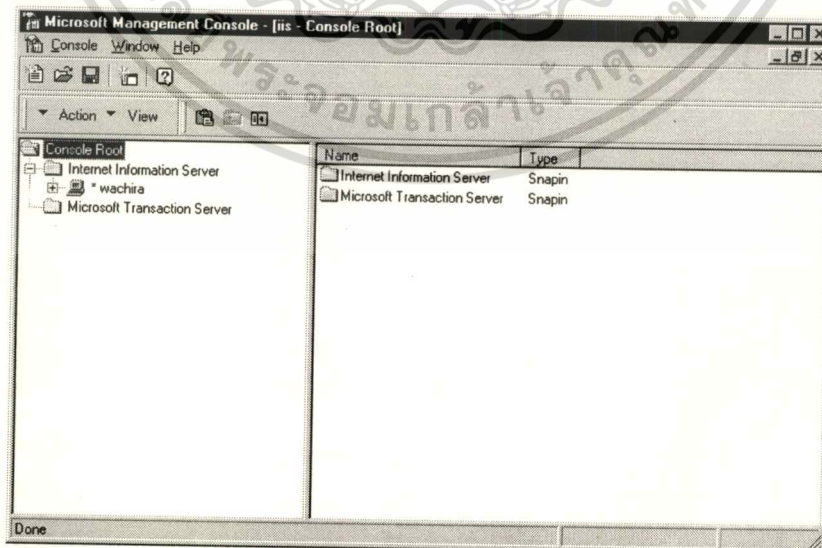 Microsoft Management Console - [iis - Console Root]
Console Window Help
Action View
Console Root
Internet Information Server
* wachira
Microsoft Transaction Server
Name Type
Internet Information Server Snapin
Microsoft Transaction Server Snapin
Done